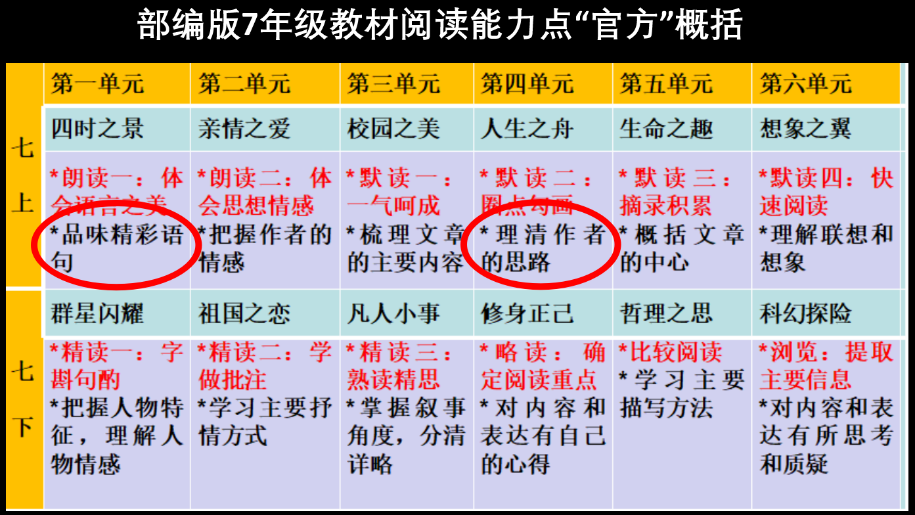 部编版7年级教材阅读能力点“官方”概括
第一单元 第二单元 第三单元 第四单元 第五单元 第六单元
七上
四时之景 亲情之爱 校园之美 人生之舟 生命之趣 想象之翼
*朗读一：体会语言之美
*品味精彩语句
*朗读二：体会思想情感
*把握作者的情感
*默读一：一气呵成
*梳理文章的主要内容
*默读二：圈点勾画
*理清作者的思路
*默读三：摘录积累
*概括文章的中心
*默读四：快速阅读
*理解联想和想象
七下
群星闪耀 祖国之恋 凡人小事 修身正己 哲理之思 科幻探险
*精读一：字斟句酌
*把握人物特征，理解人物情感
*精读二：学做批注
*学习主要抒情方式
*精读三：熟读精思
*掌握叙事角度，分清详略
*略读：确定阅读重点
*对内容和表达有自己的心得
*比较阅读
*学习主要描写方法
*浏览：提取主要信息
*对内容和表达有所思考和质疑